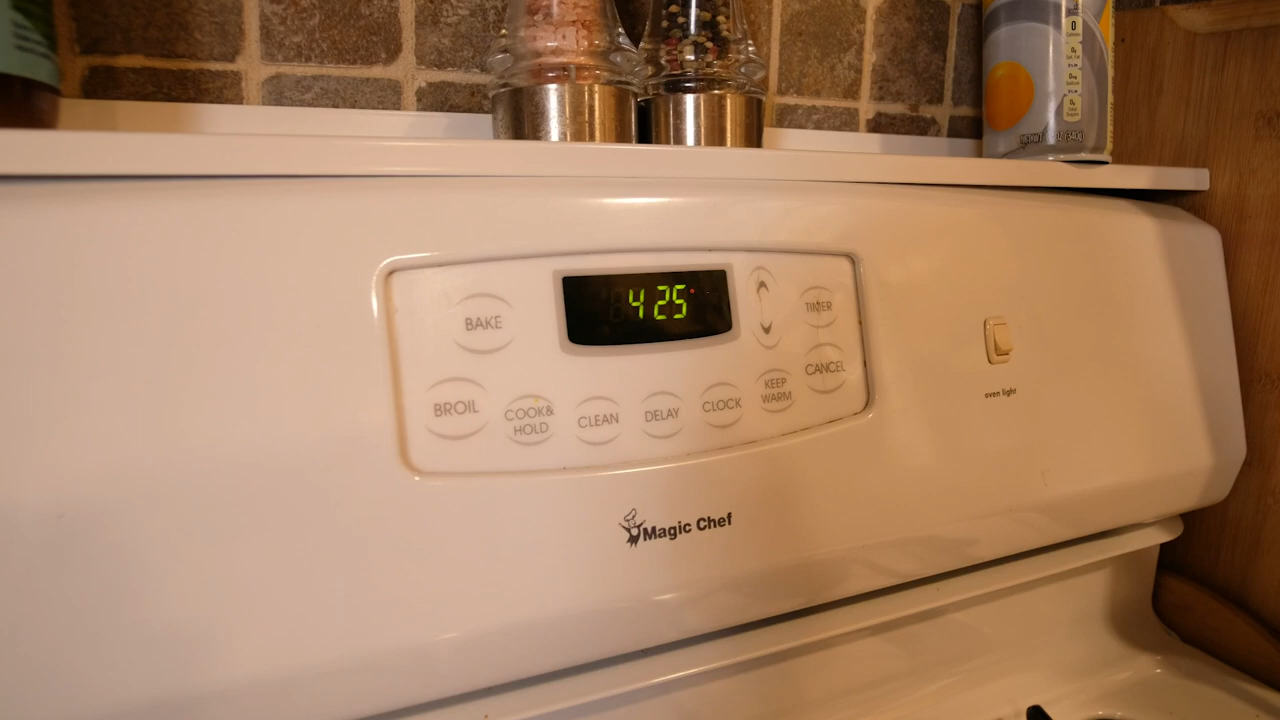 425
BAKE
TIMER
BROIL
COOK&
HOLD
CLEAN
DELAY
CLOCK
KEEP
WARM
CANCEL
oven light
Magic Chef